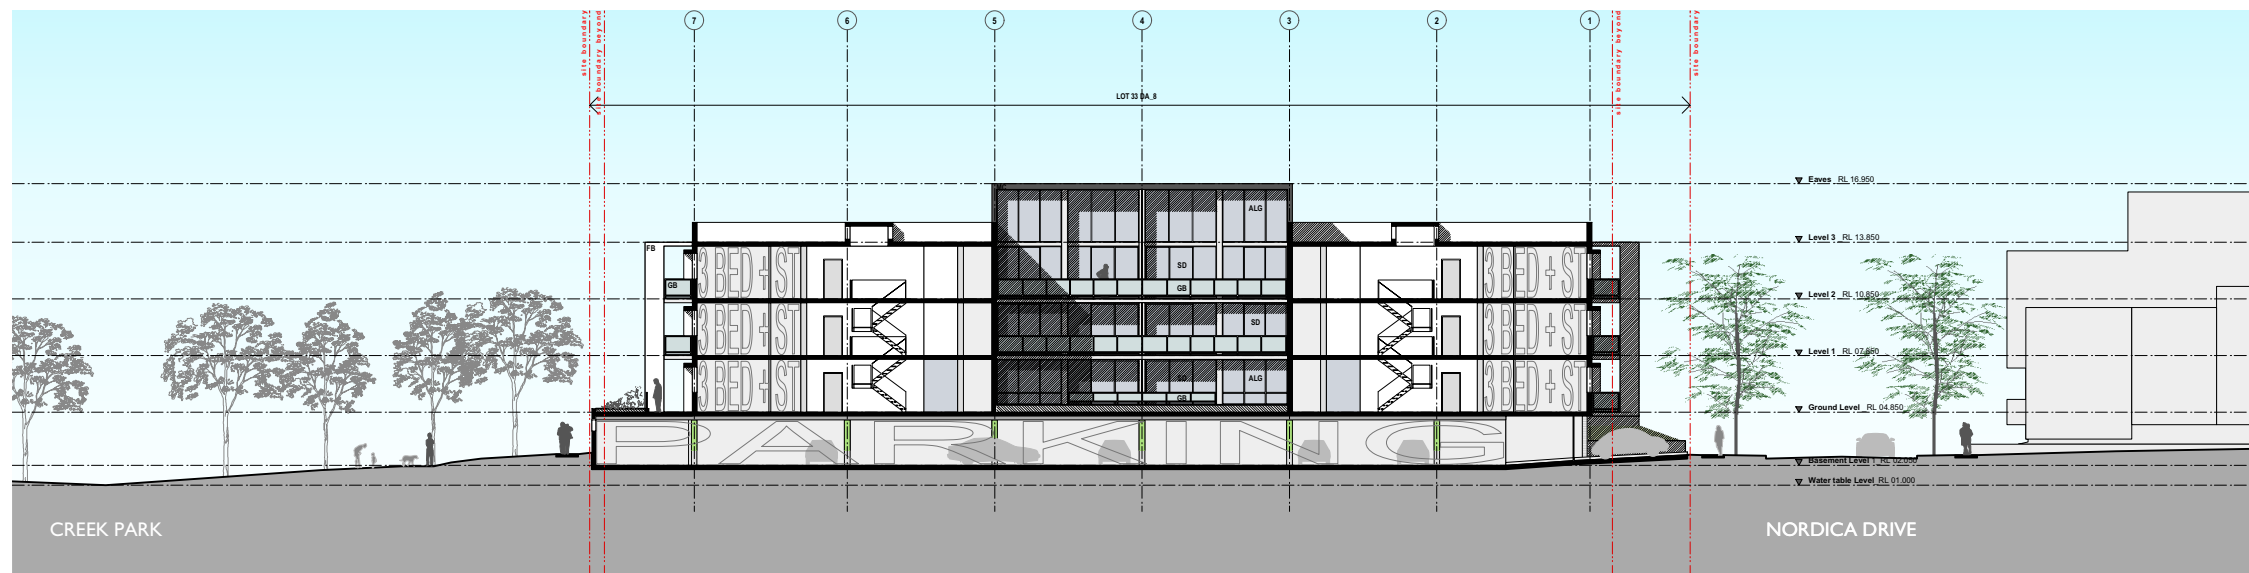 7 6 5 4 3 2 1
site boundary
site boundary beyond
site boundary beyond
site boundary
LOT 33 DA_8
Eaves RL 16.950
ALG
FB
Level 3 RL 13.850
3 BED + ST
SD
3 BED + ST
GB
GB
Level 2 RL 10.850
3 BED + ST
SD
3 BED + ST
Level 1 RL 07.850
3 BED + ST
SD
ALG
3 BED + ST
GB
Ground Level RL 04.850
PARKING
Basement Level 1 RL 02.050
Water table Level RL 01.000
CREEK PARK
NORDICA DRIVE